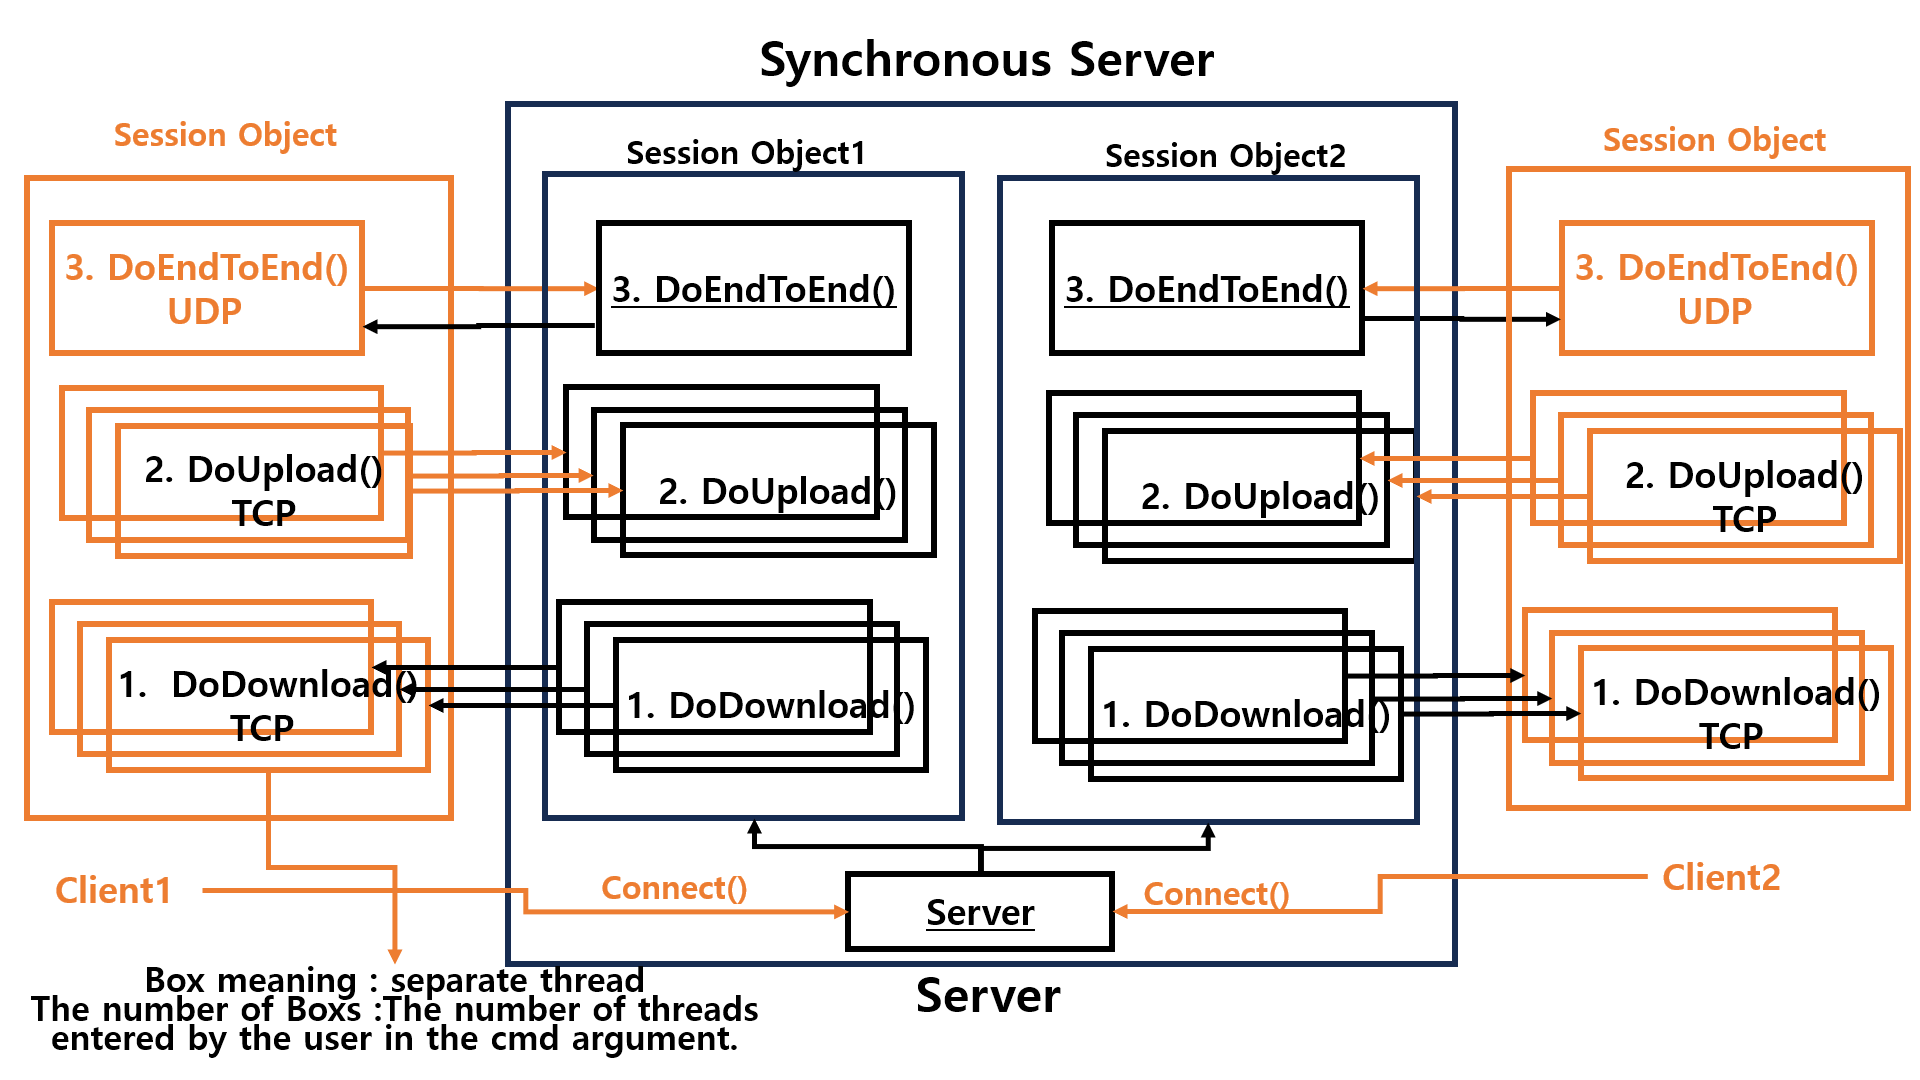 Synchronous Server
Session Object
Session Object1
Session Object2
Session Object
3. DoEndToEnd()
UDP
3. DoEndToEnd()
3. DoEndToEnd()
3. DoEndToEnd()
UDP
2. DoUpload()
TCP
2. DoUpload()
2. DoUpload()
2. DoUpload()
TCP
1. DoDownload()
TCP
1. DoDownload()
1. DoDownload()
1. DoDownload()
TCP
Client1
Connect()
Server
Connect()
Client2
Server
Box meaning : separate thread
The number of Boxs :The number of threads
entered by the user in the cmd argument.